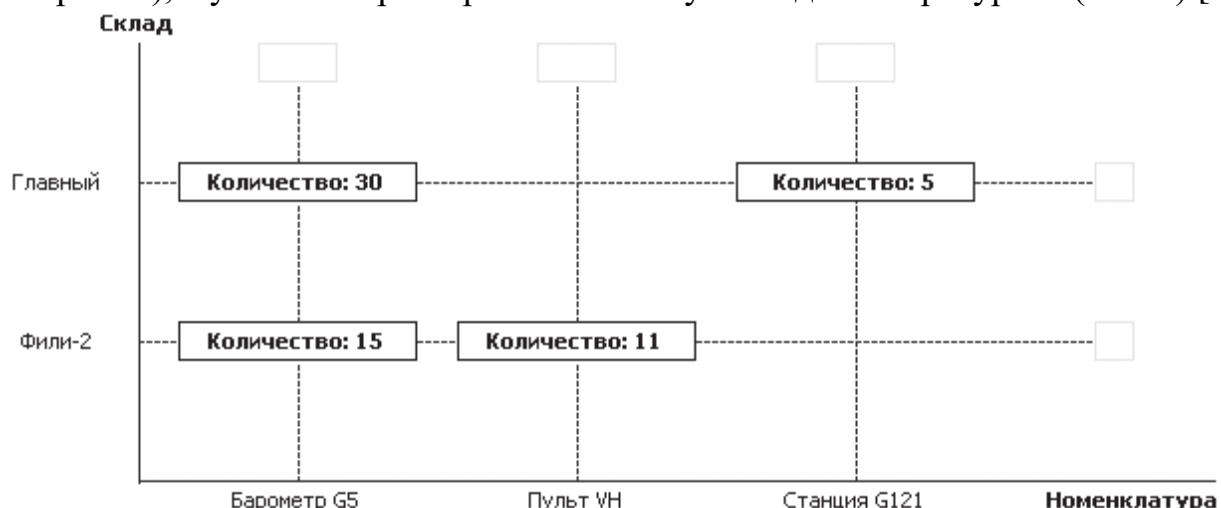 Склад
Главный
Количество: 30
Количество: 5
Фили-2
Количество: 15
Количество: 11
Барометр G5
Пульт VH
Станция G121
Номенклатура